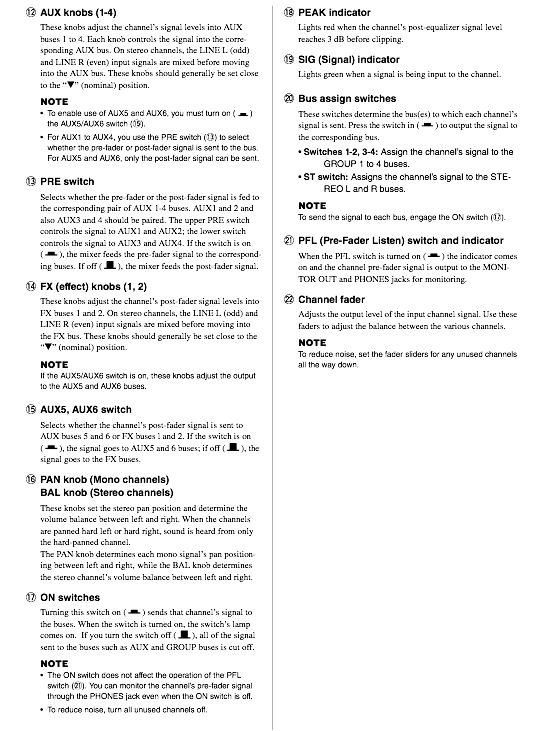 ⑫ AUX knobs (1-4)
These knobs adjust the channel's signal levels into AUX
buses 1 to 4. Each knob controls the signal into the corre-
sponding AUX bus. On stereo channels, the LINE L (odd)
and LINE R (even) input signals are mixed before moving
into the AUX bus. These knobs should generally be set close
to the “▼” (nominal) position.
NOTE
• To enable use of AUX5 and AUX6, you must turn on ( )
the AUX5/AUX6 switch (⑮).
• For AUX1 to AUX4, you use the PRE switch (⑬) to select
whether the pre-fader or post-fader signal is sent to the bus.
For AUX5 and AUX6, only the post-fader signal can be sent.
⑬ PRE switch
Selects whether the pre-fader or the post-fader signal is fed to
the corresponding pair of AUX 1-4 buses. AUX1 and 2 and
also AUX3 and 4 should be paired. The upper PRE switch
controls the signal to AUX1 and AUX2; the lower switch
controls the signal to AUX3 and AUX4. If the switch is on
( ), the mixer feeds the pre-fader signal to the correspond-
ing buses. If off ( ), the mixer feeds the post-fader signal.
⑭ FX (effect) knobs (1, 2)
These knobs adjust the channel's post-fader signal levels into
FX buses 1 and 2. On stereo channels, the LINE L (odd) and
LINE R (even) input signals are mixed before moving into
the FX bus. These knobs should generally be set close to the
“▼” (nominal) position.
NOTE
If the AUX5/AUX6 switch is on, these knobs adjust the output
to the AUX5 and AUX6 buses.
⑮ AUX5, AUX6 switch
Selects whether the channel's post-fader signal is sent to
AUX buses 5 and 6 or FX buses 1 and 2. If the switch is on
( ), the signal goes to AUX5 and 6 buses; if off ( ), the
signal goes to the FX buses.
⑯ PAN knob (Mono channels)
BAL knob (Stereo channels)
These knobs set the stereo pan position and determine the
volume balance between left and right. When the channels
are panned hard left or hard right, sound is heard from only
the hard-panned channel.
The PAN knob determines each mono signal's pan position-
ing between left and right, while the BAL knob determines
the stereo channel's volume balance between left and right.
⑰ ON switches
Turning this switch on ( ) sends that channel's signal to
the buses. When the switch is turned on, the switch's lamp
comes on. If you turn the switch off ( ), all of the signal
sent to the buses such as AUX and GROUP buses is cut off.
NOTE
• The ON switch does not affect the operation of the PFL
switch (㉑). You can monitor the channel's pre-fader signal
through the PHONES jack even when the ON switch is off.
• To reduce noise, turn all unused channels off.
⑱ PEAK indicator
Lights red when the channel's post-equalizer signal level
reaches 3 dB before clipping.
⑲ SIG (Signal) indicator
Lights green when a signal is being input to the channel.
⑳ Bus assign switches
These switches determine the bus(es) to which each channel's
signal is sent. Press the switch in ( ) to output the signal to
the corresponding bus.
• Switches 1-2, 3-4: Assign the channel's signal to the
GROUP 1 to 4 buses.
• ST switch: Assigns the channel's signal to the STE-
REO L and R buses.
NOTE
To send the signal to each bus, engage the ON switch (⑰).
㉑ PFL (Pre-Fader Listen) switch and indicator
When the PFL switch is turned on ( ) the indicator comes
on and the channel pre-fader signal is output to the MONI-
TOR OUT and PHONES jacks for monitoring.
㉒ Channel fader
Adjusts the output level of the input channel signal. Use these
faders to adjust the balance between the various channels.
NOTE
To reduce noise, set the fader sliders for any unused channels
all the way down.